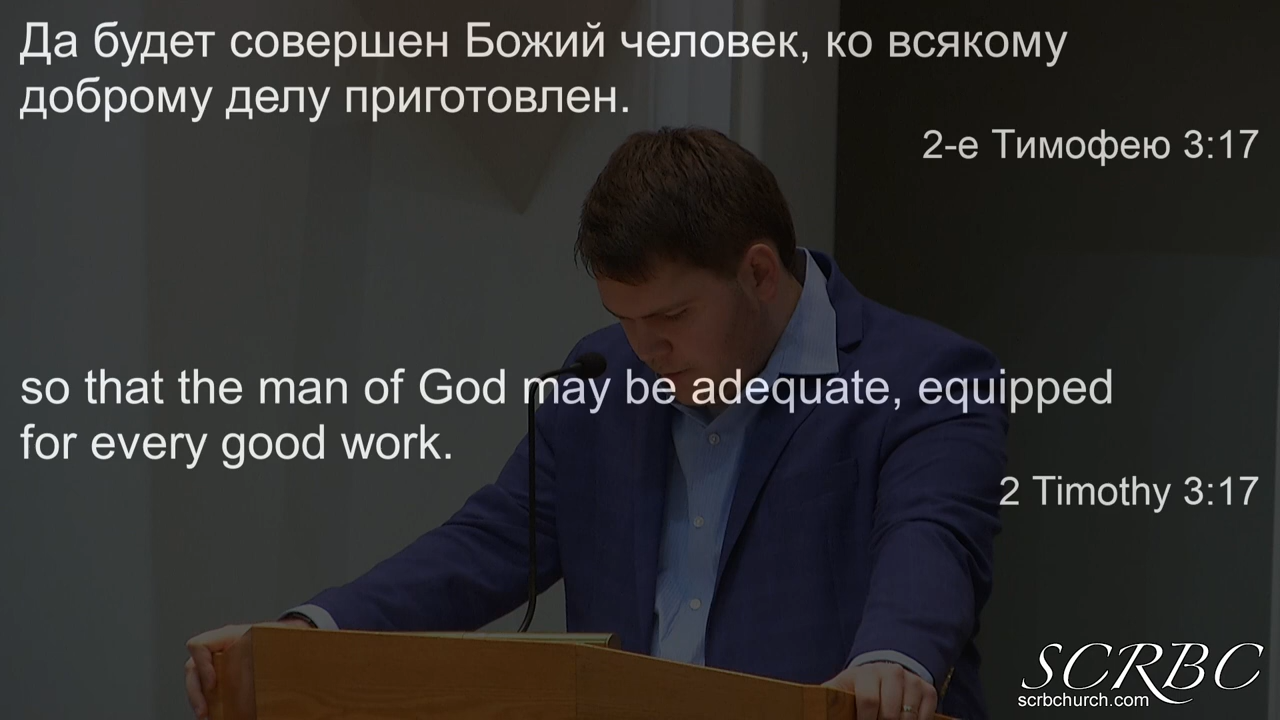 Да будет совершен Божий человек, ко всякому
доброму делу приготовлен.
2-е Тимофею 3:17
so that the man of God may be adequate, equipped
for every good work.
2 Timothy 3:17
SCRBC
scrbchurch.com